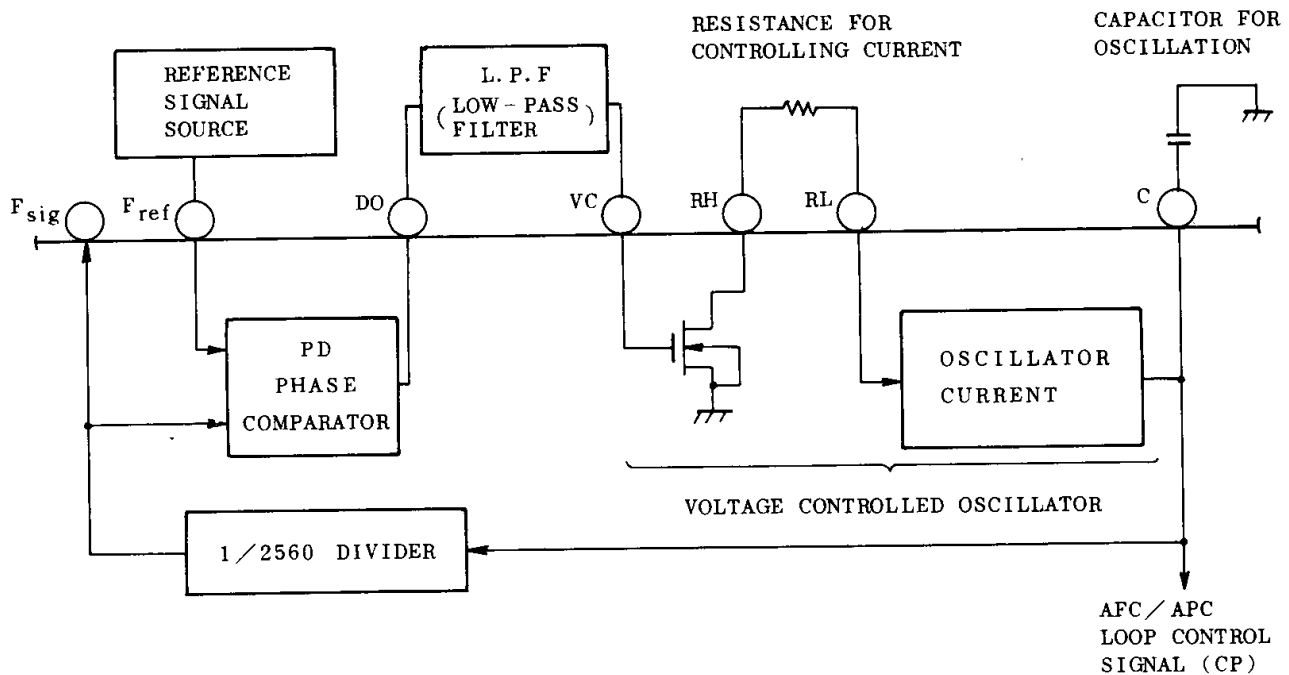 RESISTANCE FOR
CONTROLLING CURRENT
CAPACITOR FOR
OSCILLATION
REFERENCE
SIGNAL
SOURCE
L.P.F
(LOW-PASS
FILTER)
Fsig
Fref
DO
VC
RH
RL
C
PD
PHASE
COMPARATOR
OSCILLATOR
CURRENT
VOLTAGE CONTROLLED OSCILLATOR
1/2560 DIVIDER
AFC/APC
LOOP CONTROL
SIGNAL (CP)